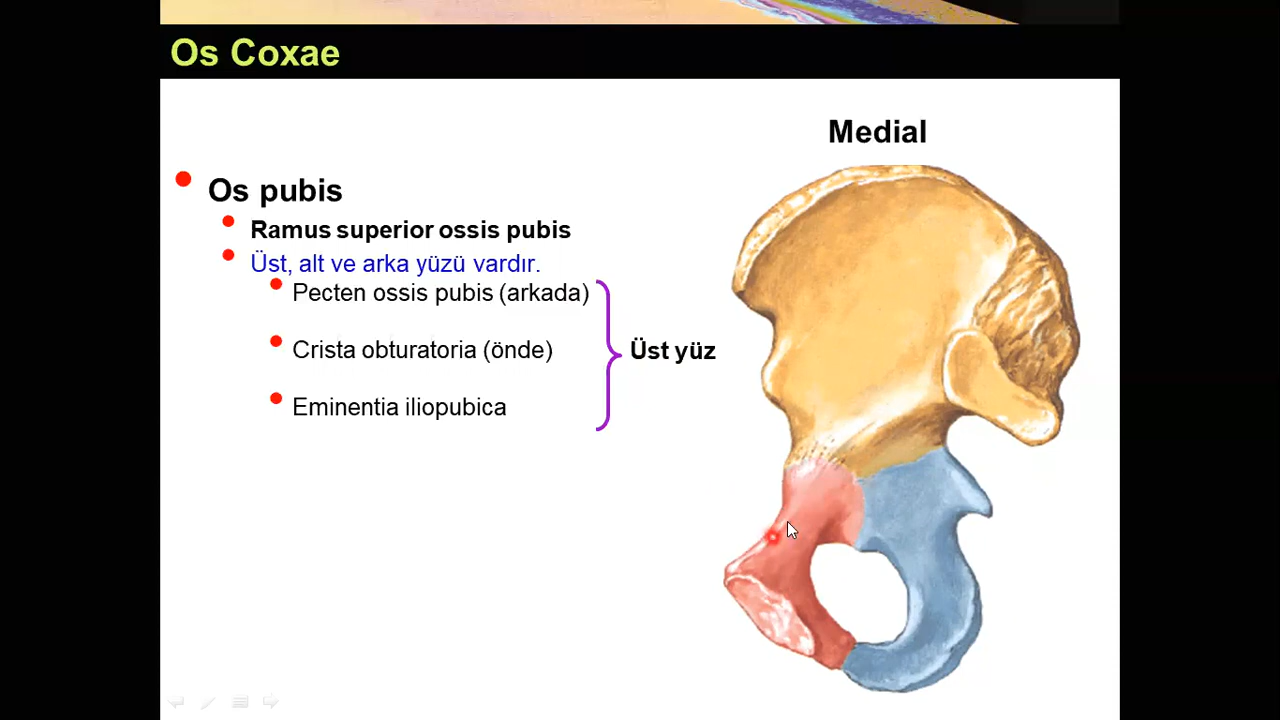 Os Coxae
Medial
Os pubis
Ramus superior ossis pubis
Üst, alt ve arka yüzü vardır.
Pecten ossis pubis (arkada)
Crista obturatoria (önde)
Üst yüz
Eminentia iliopubica